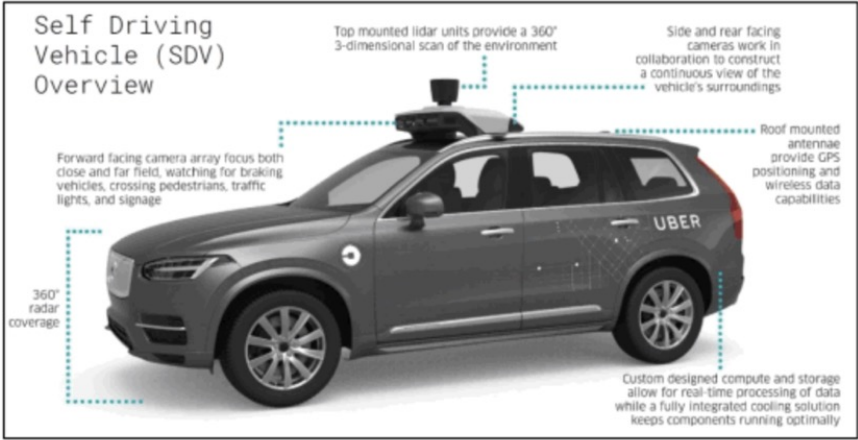 Self Driving
Vehicle (SDV)
Overview
Top mounted lidar units provide a 360°
3-dimensional scan of the environment
Side and rear facing
cameras work in
collaboration to construct
a continuous view of the
vehicle's surroundings
Roof mounted
antennae
provide GPS
positioning and
wireless data
capabilities
Forward facing camera array focus both
close and far field, watching for braking
vehicles, crossing pedestrians, traffic
lights, and signage
UBER
360°
radar
coverage
Custom designed compute and storage
allow for real-time processing of data
while a fully integrated cooling solution
keeps components running optimally